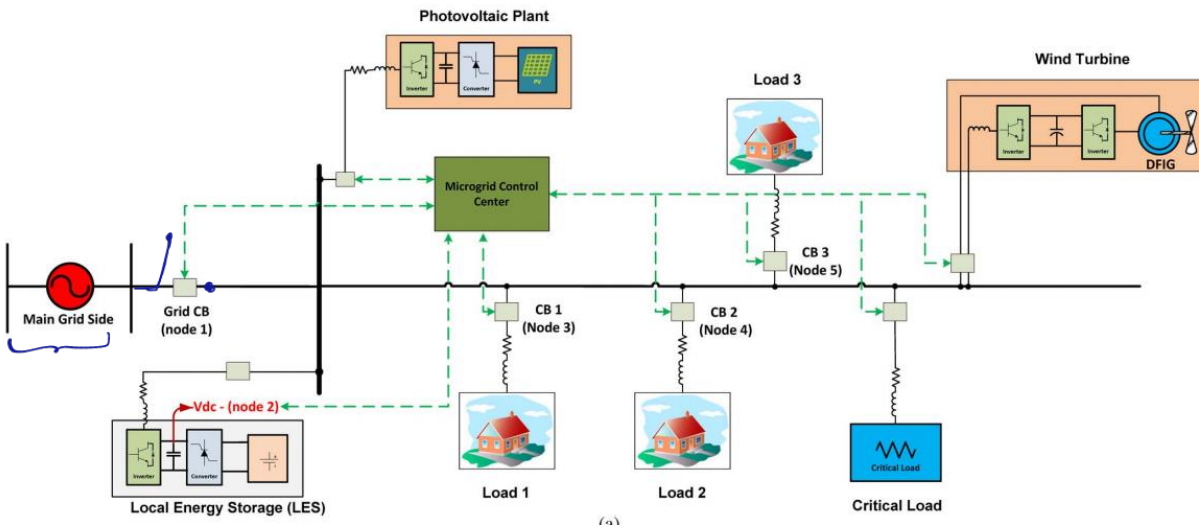 Photovoltaic Plant
Inverter
Converter
PV
Load 3
Wind Turbine
Inverter
Inverter
DFIG
Microgrid Control
Center
CB 3
(Node 5)
Main Grid Side
Grid CB
(node 1)
CB 1
(Node 3)
CB 2
(Node 4)
Vdc - (node 2)
Inverter
Converter
Critical Load
Local Energy Storage (LES)
Load 1
Load 2
Critical Load
(a)